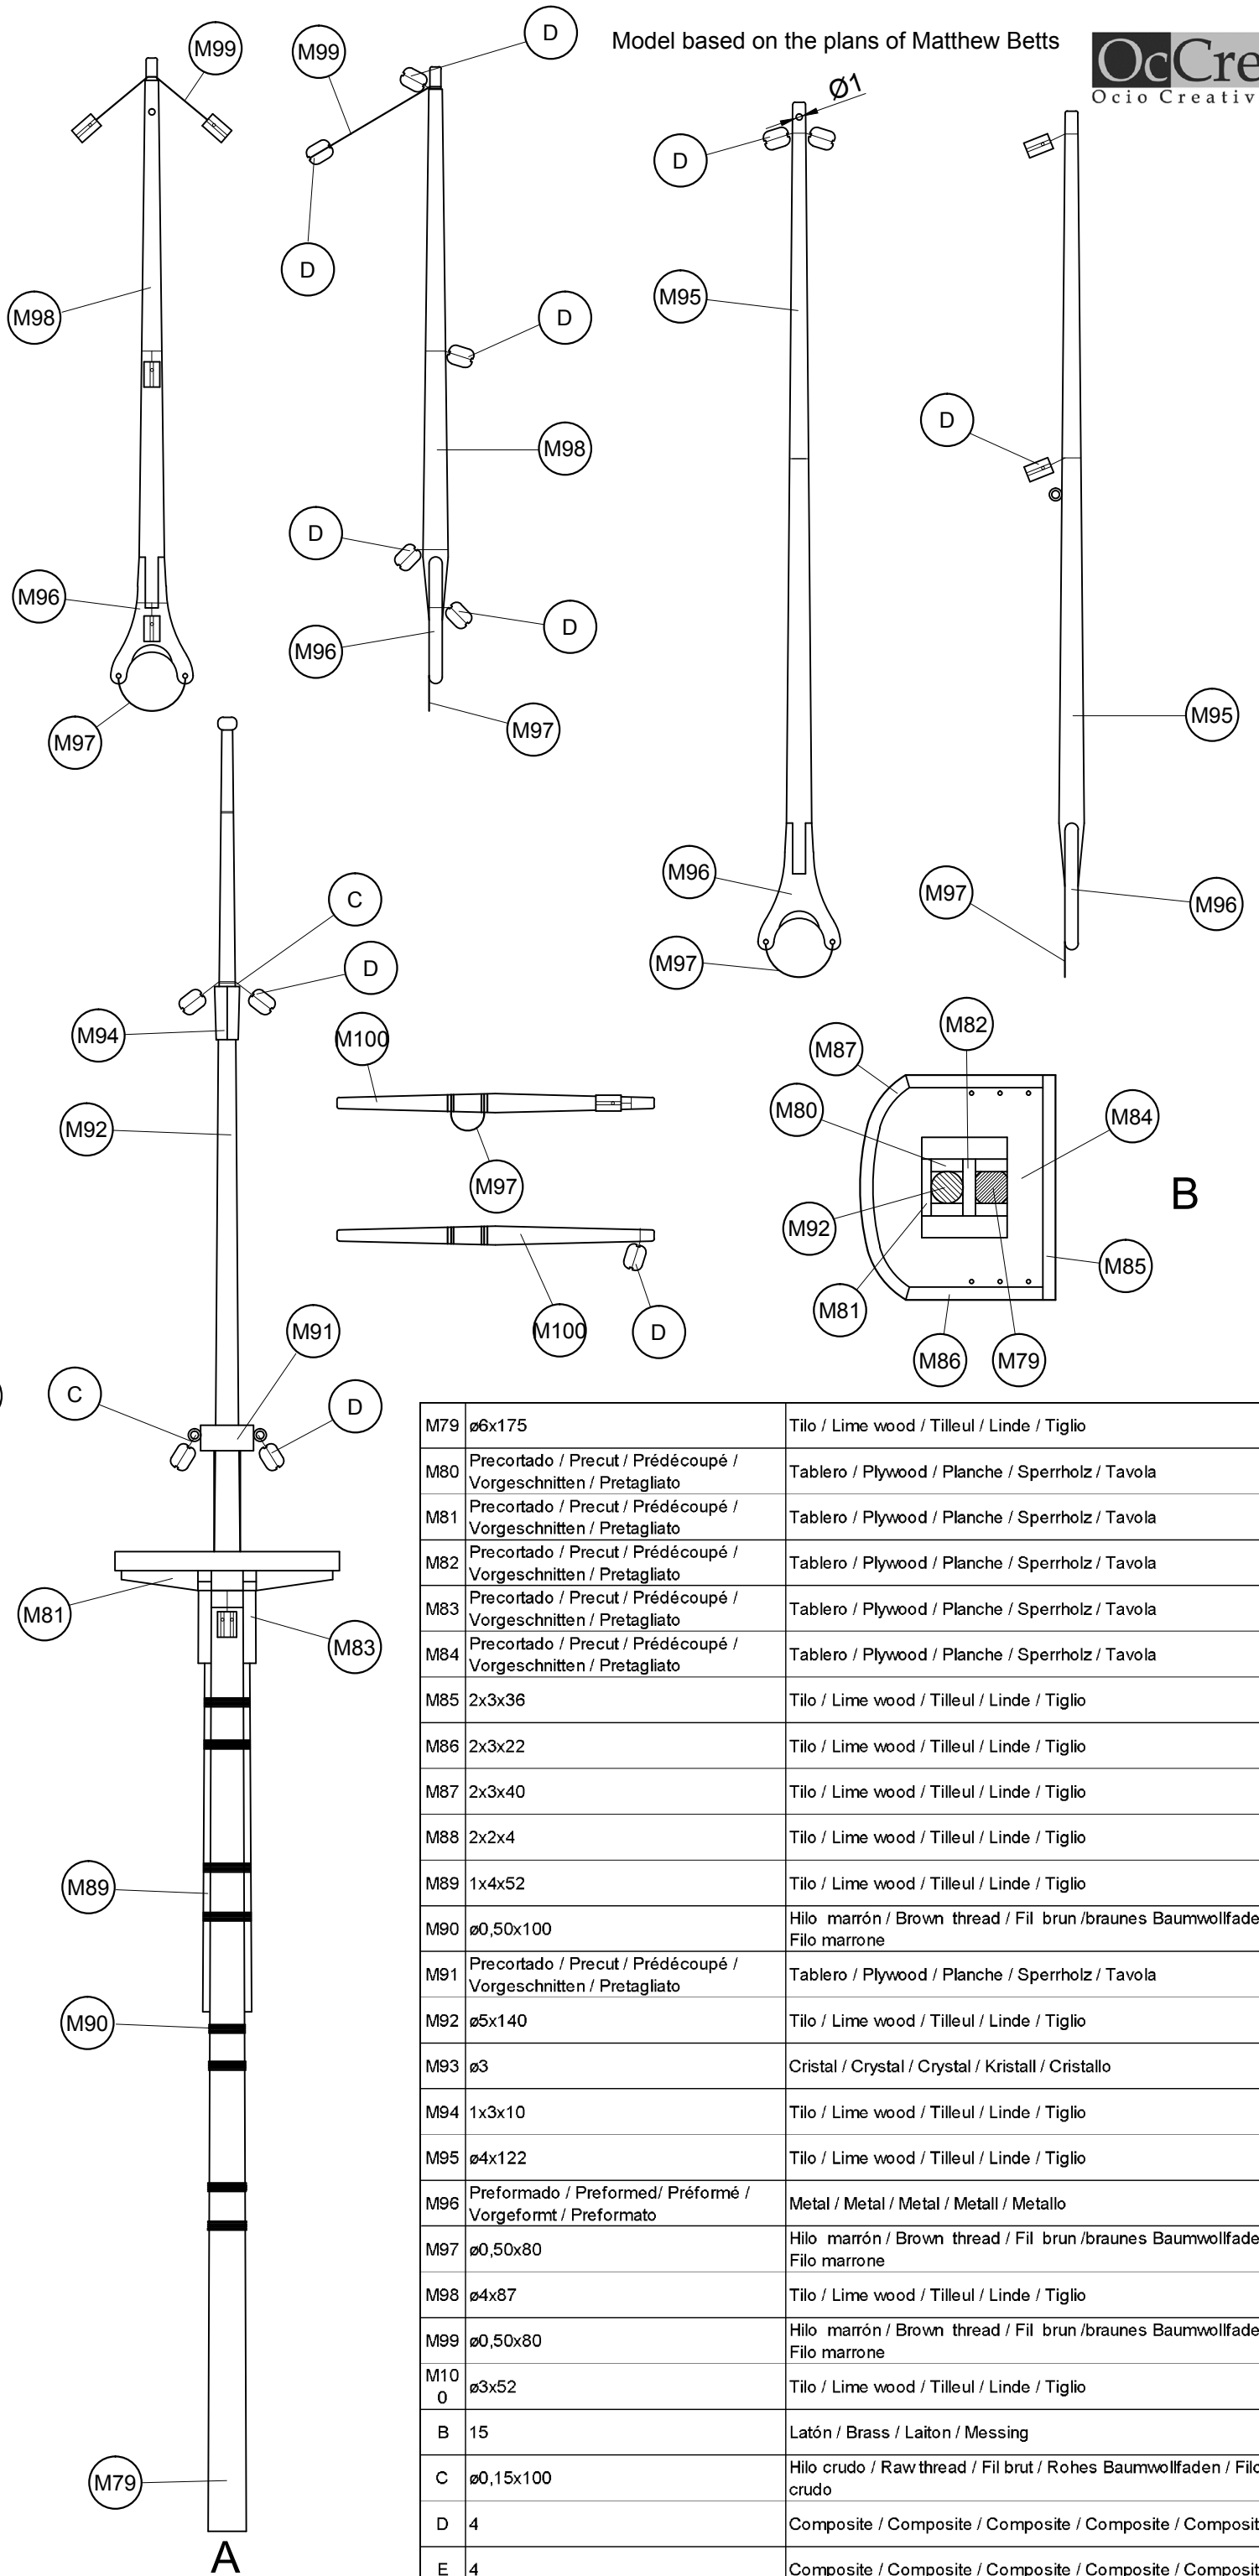 Model based on the plans of Matthew Betts
OcCre
Ocio Creativ
M99
M99
D
Ø1
D
D
M98
M95
D
D
M98
D
M96
D
M96
D
M97
M97
M95
M96
M97
M96
M97
C
D
M94
M92
M100
M97
M100
D
M82
M87
M80
M84
M92
B
M85
M81
M86
M79
M91
C
D
M81
M83
M89
M90
M79
A
M79 ø6x175 Tilo / Lime wood / Tilleul / Linde / Tiglio
M80 Precortado / Precut / Prédécoupé /
Vorgeschnitten / Pretagliato Tablero / Plywood / Planche / Sperrholz / Tavola
M81 Precortado / Precut / Prédécoupé /
Vorgeschnitten / Pretagliato Tablero / Plywood / Planche / Sperrholz / Tavola
M82 Precortado / Precut / Prédécoupé /
Vorgeschnitten / Pretagliato Tablero / Plywood / Planche / Sperrholz / Tavola
M83 Precortado / Precut / Prédécoupé /
Vorgeschnitten / Pretagliato Tablero / Plywood / Planche / Sperrholz / Tavola
M84 Precortado / Precut / Prédécoupé /
Vorgeschnitten / Pretagliato Tablero / Plywood / Planche / Sperrholz / Tavola
M85 2x3x36 Tilo / Lime wood / Tilleul / Linde / Tiglio
M86 2x3x22 Tilo / Lime wood / Tilleul / Linde / Tiglio
M87 2x3x40 Tilo / Lime wood / Tilleul / Linde / Tiglio
M88 2x2x4 Tilo / Lime wood / Tilleul / Linde / Tiglio
M89 1x4x52 Tilo / Lime wood / Tilleul / Linde / Tiglio
M90 ø0,50x100 Hilo marrón / Brown thread / Fil brun /braunes Baumwollfade
Filo marrone
M91 Precortado / Precut / Prédécoupé /
Vorgeschnitten / Pretagliato Tablero / Plywood / Planche / Sperrholz / Tavola
M92 ø5x140 Tilo / Lime wood / Tilleul / Linde / Tiglio
M93 ø3 Cristal / Crystal / Crystal / Kristall / Cristallo
M94 1x3x10 Tilo / Lime wood / Tilleul / Linde / Tiglio
M95 ø4x122 Tilo / Lime wood / Tilleul / Linde / Tiglio
M96 Preformado / Preformed/ Préformé /
Vorgeformt / Preformato Metal / Metal / Metal / Metall / Metallo
M97 ø0,50x80 Hilo marrón / Brown thread / Fil brun /braunes Baumwollfade
Filo marrone
M98 ø4x87 Tilo / Lime wood / Tilleul / Linde / Tiglio
M99 ø0,50x80 Hilo marrón / Brown thread / Fil brun /braunes Baumwollfade
Filo marrone
M10
0 ø3x52 Tilo / Lime wood / Tilleul / Linde / Tiglio
B 15 Latón / Brass / Laiton / Messing
C ø0,15x100 Hilo crudo / Raw thread / Fil brut / Rohes Baumwollfaden / Filo
crudo
D 4 Composite / Composite / Composite / Composite / Composit
E 4 Composite / Composite / Composite / Composite / Composit